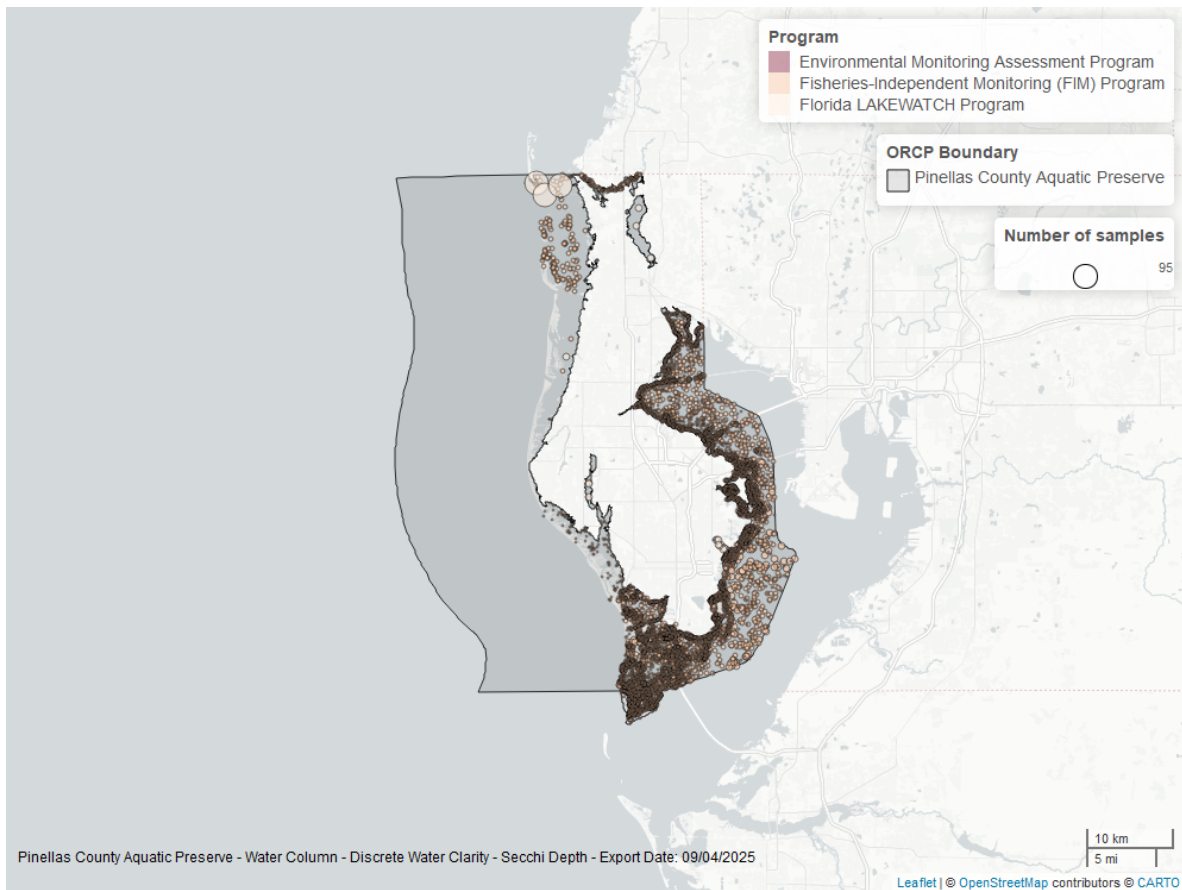 Program
Environmental Monitoring Assessment Program
Fisheries-Independent Monitoring (FIM) Program
Florida LAKEWATCH Program
ORCP Boundary
Pinellas County Aquatic Preserve
Number of samples
95
10 km
5 mi
Pinellas County Aquatic Preserve - Water Column - Discrete Water Clarity - Secchi Depth - Export Date: 09/04/2025
Leaflet | © OpenStreetMap contributors © CARTO